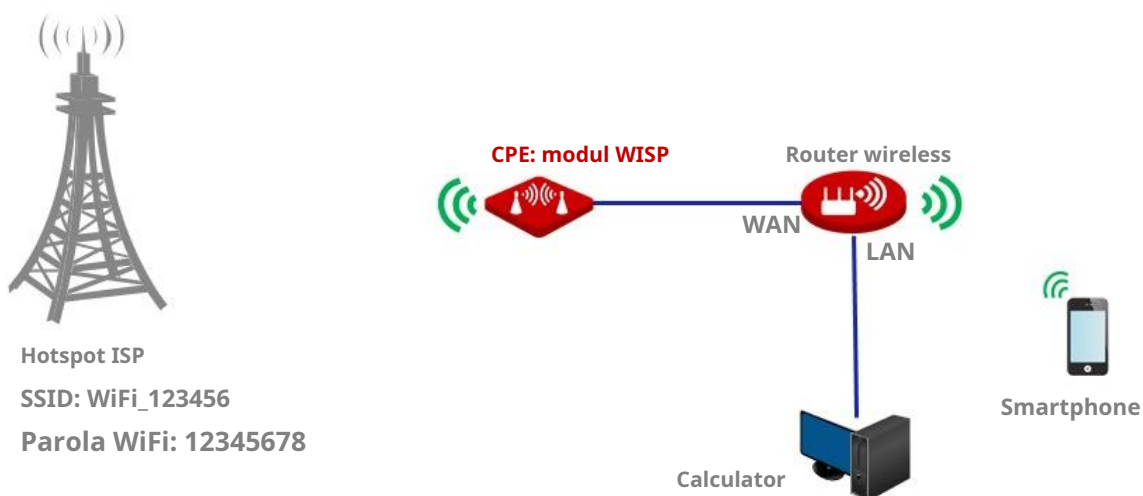 CPE: modul WISP
Router wireless
WAN
LAN
Hotspot ISP
SSID: WiFi_123456
Parola WiFi: 12345678
Smartphone
Calculator